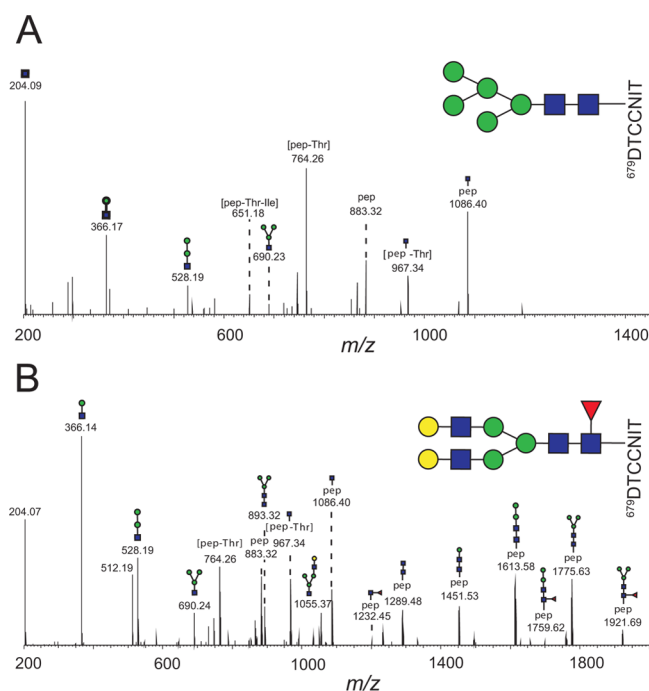 A
204.09
[pep-Thr]
764.26
679DTCCNIT
366.17
528.19
[pep-Thr-Ile]
651.18
690.23
pep
883.32
[pep -Thr]
967.34
pep
1086.40
200 600 1000 1400
m/z
B
366.14
204.07
512.19
528.19
690.24
[pep-Thr]
764.26
pep
883.32
893.32
[pep -Thr]
967.34
1055.37
pep
1086.40
pep
1232.45
pep
1289.48
pep
1451.53
pep
1613.58
pep
1759.62
pep
1775.63
pep
1921.69
679DTCCNIT
200 600 1000 1400 1800
m/z